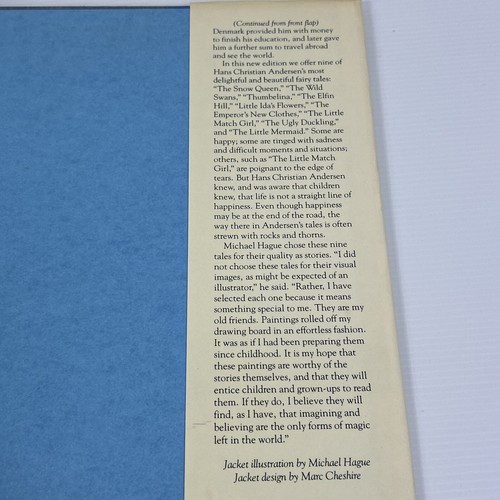 (Continued from front flap)
Denmark provided him with money
to finish his education, and later gave
him a further sum to travel abroad
and see the world.
In this new edition we offer nine of
Hans Christian Andersen's most
delightful and beautiful fairy tales:
"The Snow Queen," "The Wild
Swans," "Thumbelina," "The Elfin
Hill," "Little Ida's Flowers," "The
Emperor's New Clothes," "The Little
Match Girl," "The Ugly Duckling,"
and "The Little Mermaid." Some are
happy; some are tinged with sadness
and difficult moments and situations;
others, such as "The Little Match
Girl," are poignant to the edge of
tears. But Hans Christian Andersen
knew, and was aware that children
knew, that life is not a straight line of
happiness. Even though happiness
may be at the end of the road, the
way there in Andersen's tales is often
strewn with rocks and thorns.
Michael Hague chose these nine
tales for their quality as stories. "I did
not choose these tales for their visual
images, as might be expected of an
illustrator," he said. "Rather, I have
selected each one because it means
something special to me. They are my
old friends. Paintings rolled off my
drawing board in an effortless fashion.
It was as if I had been preparing them
since childhood. It is my hope that
these paintings are worthy of the
stories themselves, and that they will
entice children and grown-ups to read
them. If they do, I believe they will
find, as I have, that imagining and
believing are the only forms of magic
left in the world."
Jacket illustration by Michael Hague
Jacket design by Marc Cheshire